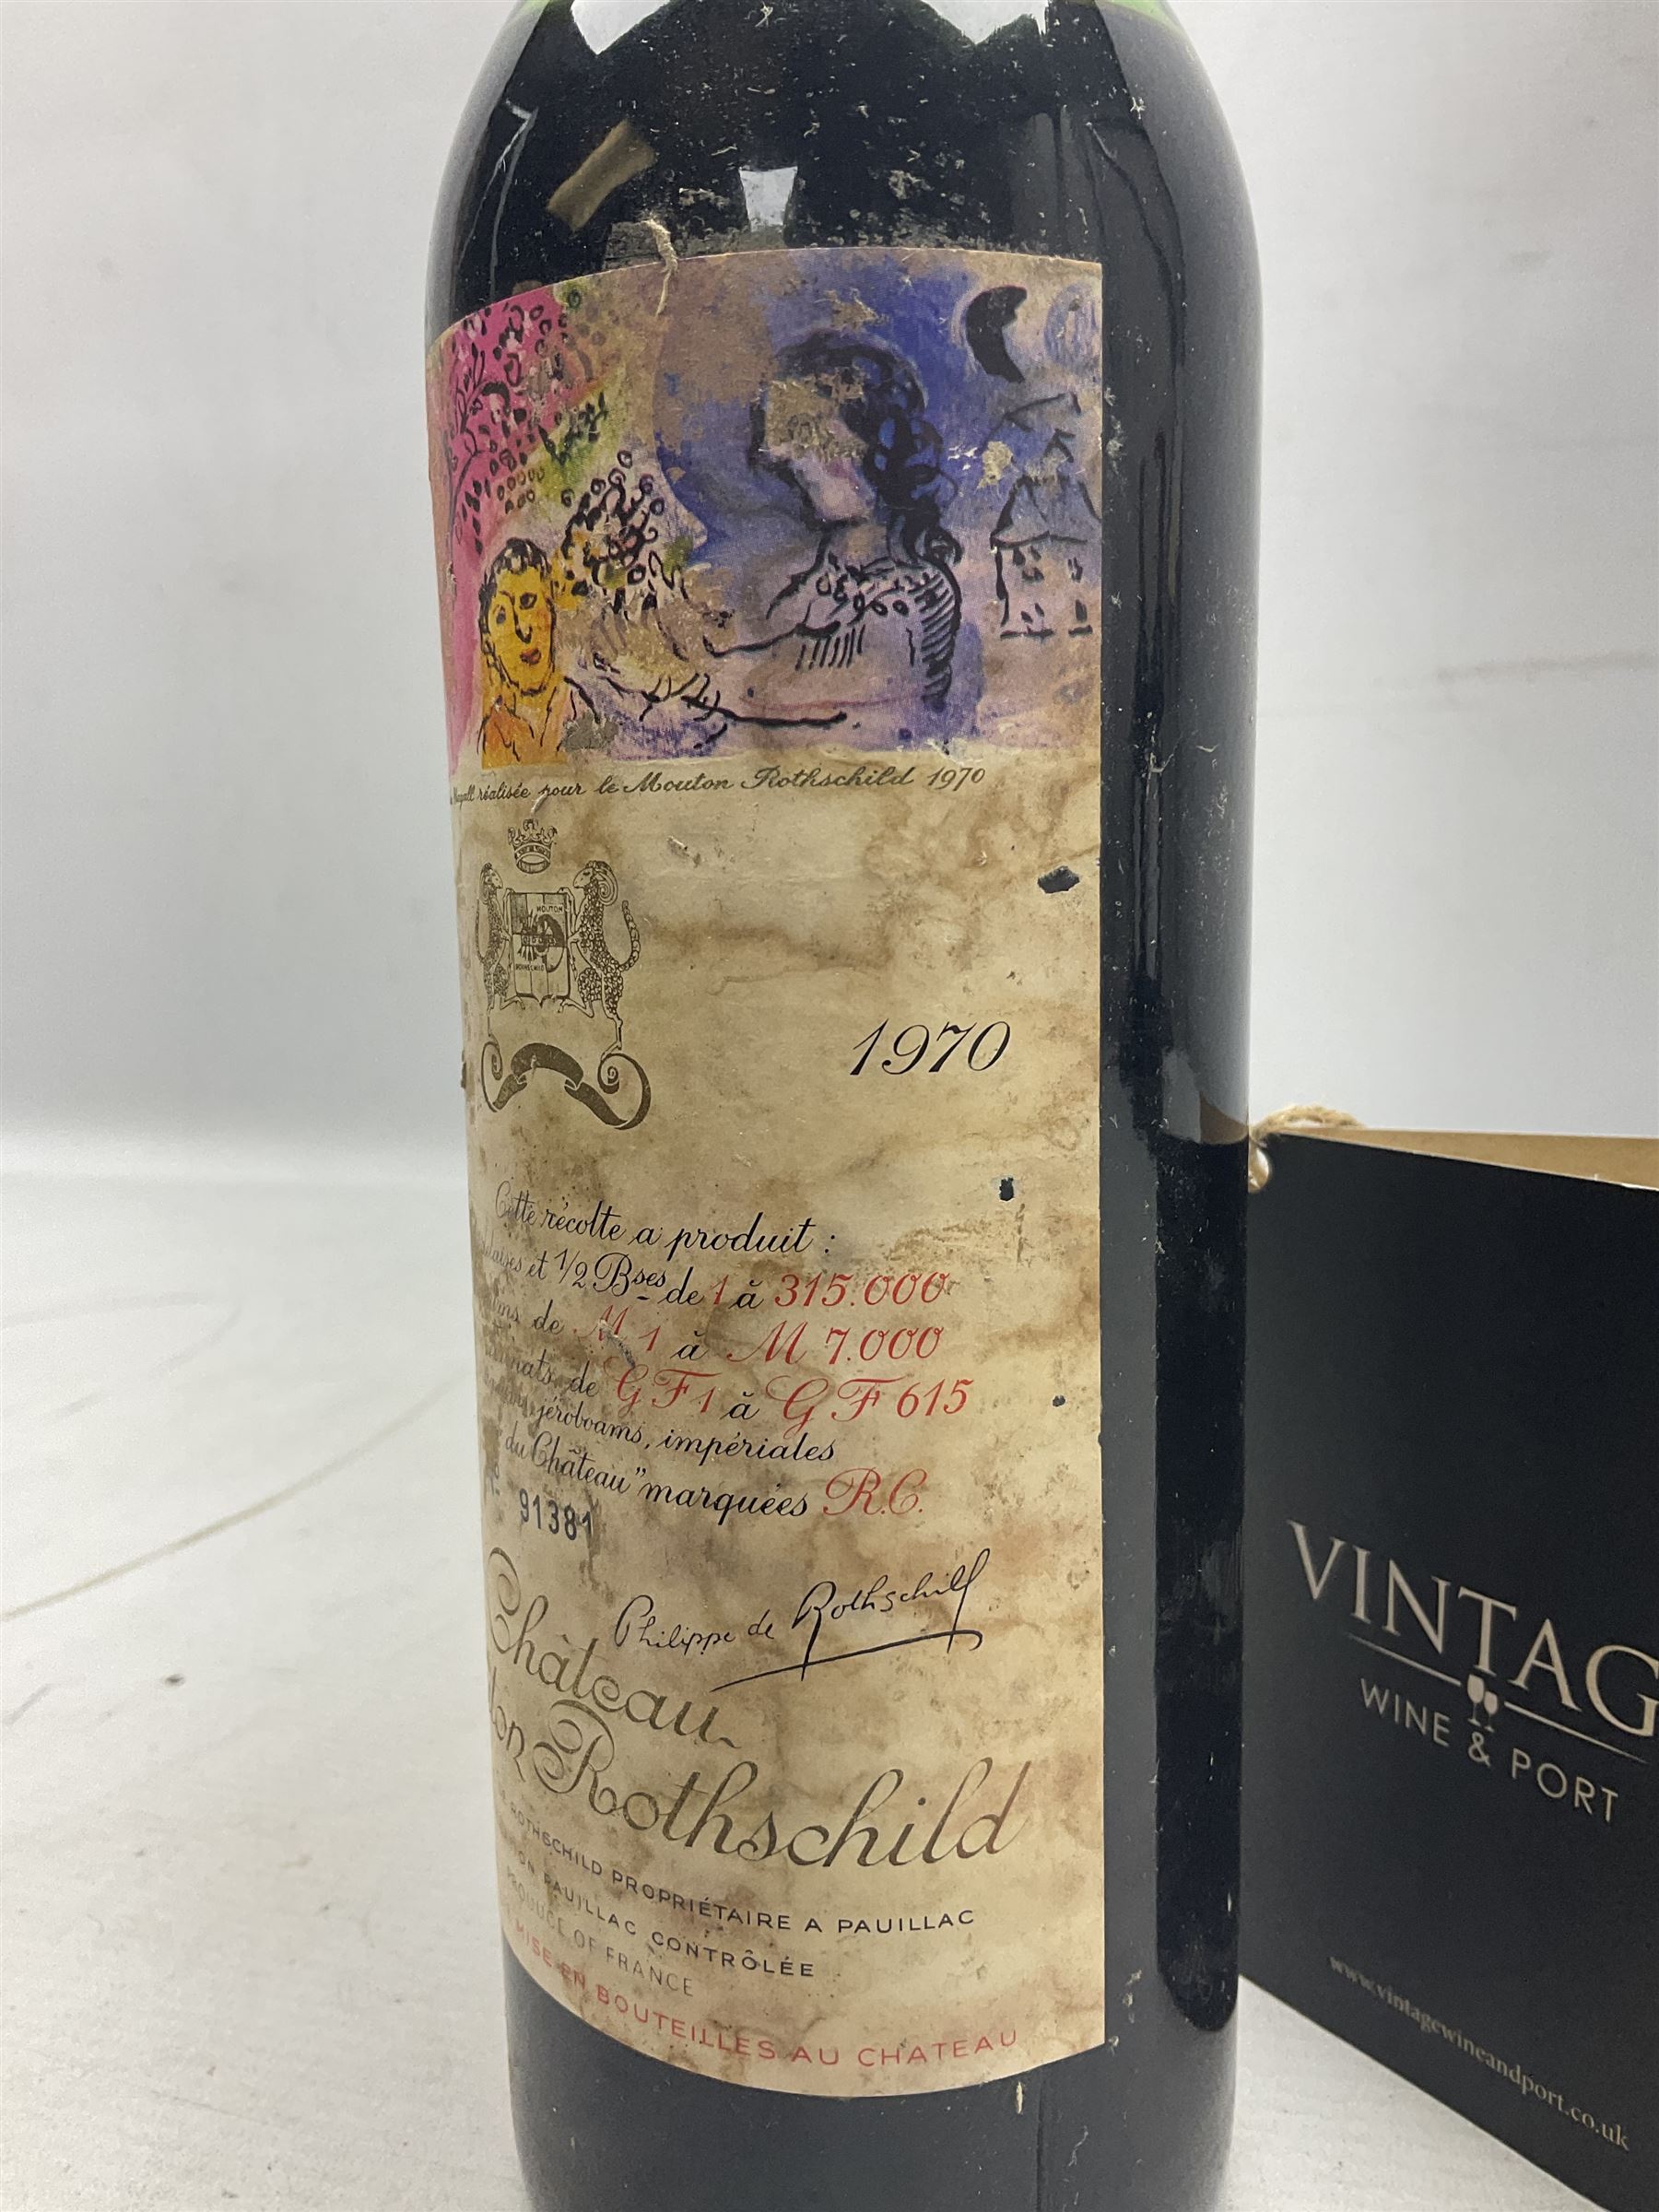 réalisée pour le Mouton Rothschild 1970
MOUTON
ROTHSCHILD
1970
Cette récolte a produit :
et 1/2 Bses de 1 à 315.000
de M 1 à M 7.000
de G F 1 à G F 615
jéroboams, impériales
du Château" marquées R.C.
91381
Philippe de Rothschild
Château
Rothschild
ROTHSCHILD PROPRIÉTAIRE A PAUILLAC
PAUILLAC CONTRÔLÉE
PRODUCE OF FRANCE
MISE EN BOUTEILLES AU CHATEAU
VINTAG
WINE & PORT
www.vintagewineandport.co.uk